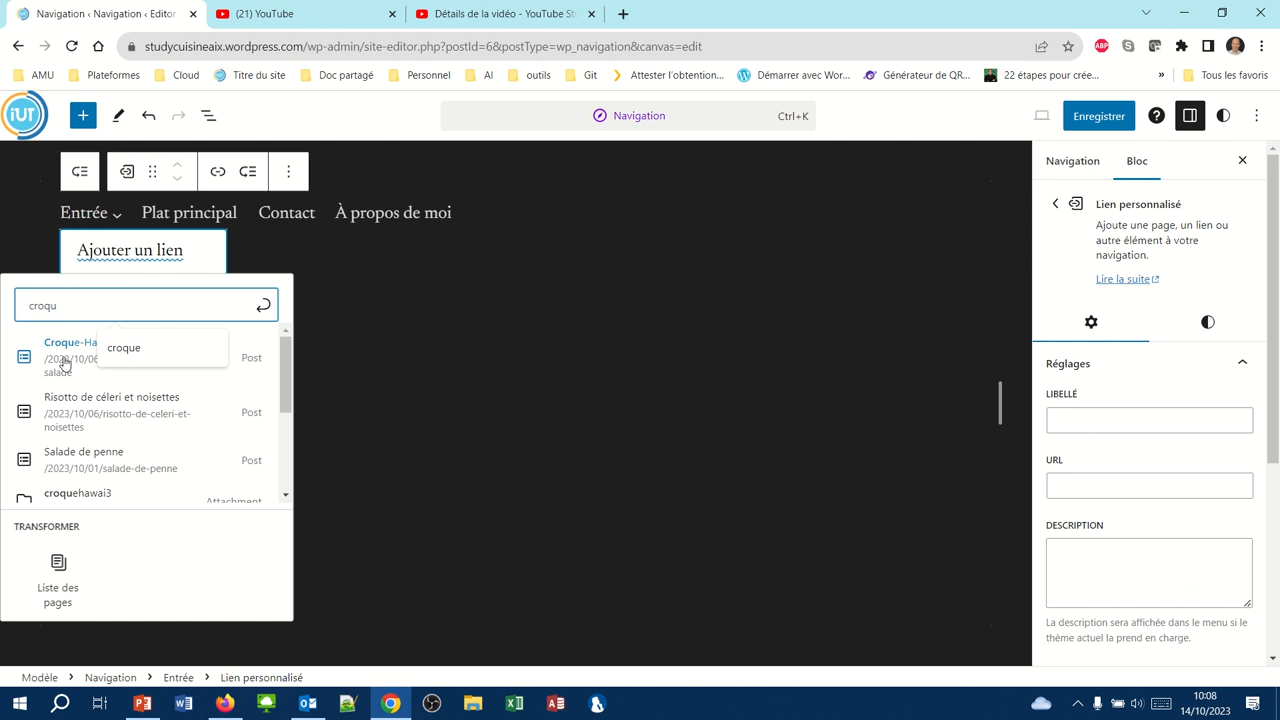 Navigation ‹ Navigation ‹ Editor
(21) YouTube
Détails de la vidéo - YouTube Stu
studycuisineaix.wordpress.com/wp-admin/site-editor.php?postId=6&postType=wp_navigation&canvas=edit
ABP
AMU
Plateformes
Cloud
Titre du site
Doc partagé
Personnel
AI
outils
Git
Attester l'obtention...
Démarrer avec Wor...
Générateur de QR...
22 étapes pour crée...
»
Tous les favoris
iUT
Navigation
Ctrl+K
Enregistrer
Entrée
Plat principal
Contact
À propos de moi
Ajouter un lien
croqu
croque
Croque-Ha
/2023/10/06
salade
Post
Risotto de céleri et noisettes
/2023/10/06/risotto-de-celeri-et-
noisettes
Post
Salade de penne
/2023/10/01/salade-de-penne
Post
croquehawai3
Attachment
TRANSFORMER
Liste des
pages
Navigation
Bloc
Lien personnalisé
Ajoute une page, un lien ou
autre élément à votre
navigation.
Lire la suite
Réglages
LIBELLÉ
URL
DESCRIPTION
La description sera affichée dans le menu si le
thème actuel la prend en charge.
Modèle
Navigation
Entrée
Lien personnalisé
10:08
14/10/2023